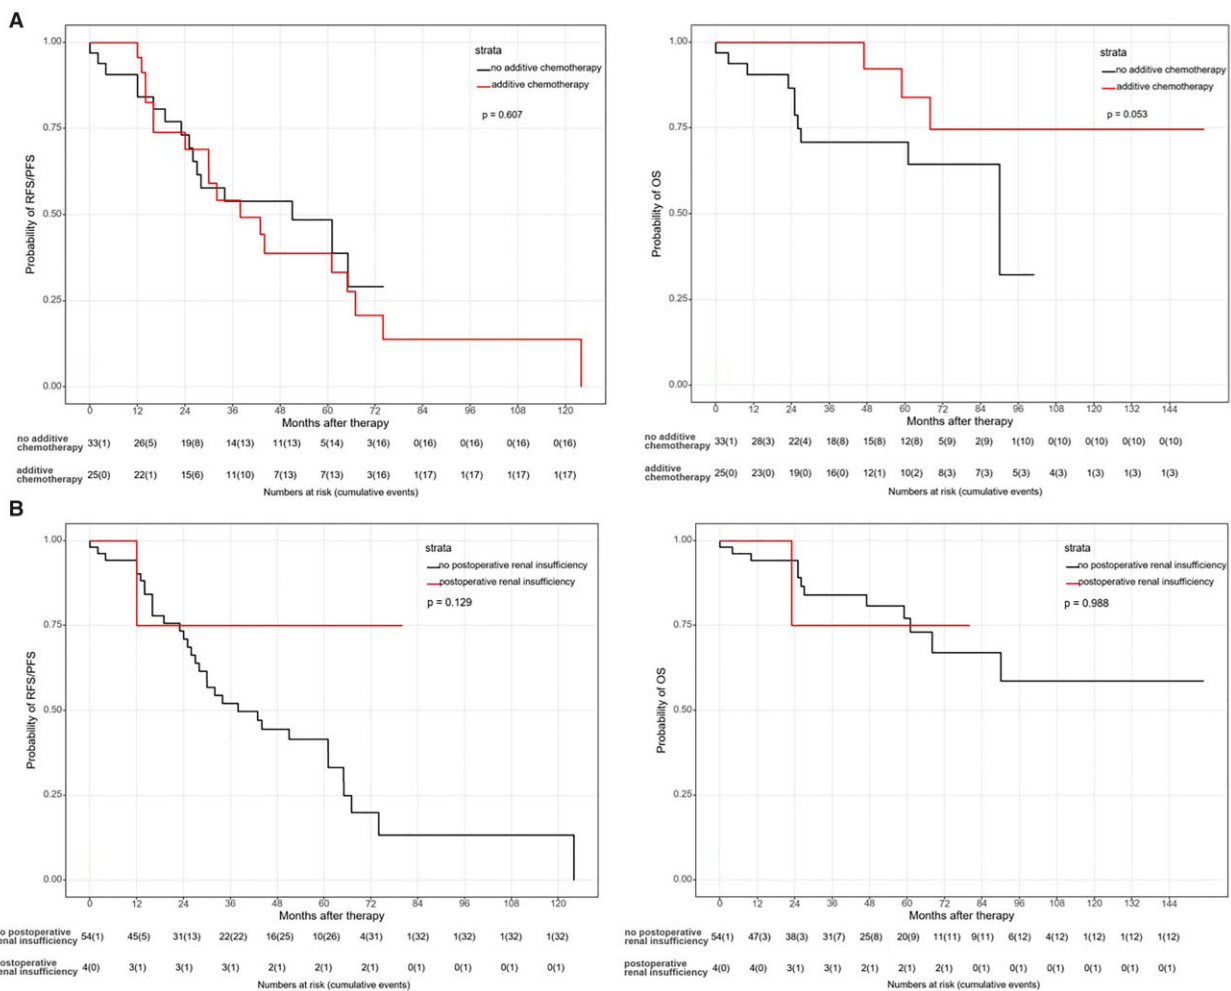 A
1.00
0.75
0.50
0.25
0.00
Probability of RFS/PFS
strata
no additive chemotherapy
additive chemotherapy
p = 0.607
0 12 24 36 48 60 72 84 96 108 120
Months after therapy
no additive
chemotherapy 33(1) 26(5) 19(8) 14(13) 11(13) 5(14) 3(16) 0(16) 0(16) 0(16) 0(16)
additive
chemotherapy 25(0) 22(1) 15(6) 11(10) 7(13) 7(13) 3(16) 1(17) 1(17) 1(17) 1(17)
Numbers at risk (cumulative events)
1.00
0.75
0.50
0.25
0.00
Probability of OS
strata
no additive chemotherapy
additive chemotherapy
p = 0.053
0 12 24 36 48 60 72 84 96 108 120 132 144
Months after therapy
no additive
chemotherapy 33(1) 28(3) 22(4) 18(8) 15(8) 12(8) 5(9) 2(9) 1(10) 0(10) 0(10) 0(10) 0(10)
additive
chemotherapy 25(0) 23(0) 19(0) 16(0) 12(1) 10(2) 8(3) 7(3) 5(3) 4(3) 1(3) 1(3) 1(3)
Numbers at risk (cumulative events)
B
1.00
0.75
0.50
0.25
0.00
Probability of RFS/PFS
strata
no postoperative renal insufficiency
postoperative renal insufficiency
p = 0.129
0 12 24 36 48 60 72 84 96 108 120
Months after therapy
o postoperative
enal insufficiency 54(1) 45(5) 31(13) 22(22) 16(25) 10(26) 4(31) 1(32) 1(32) 1(32) 1(32)
ostoperative
enal insufficiency 4(0) 3(1) 3(1) 3(1) 2(1) 2(1) 2(1) 0(1) 0(1) 0(1) 0(1)
Numbers at risk (cumulative events)
1.00
0.75
0.50
0.25
0.00
Probability of OS
strata
no postoperative renal insufficiency
postoperative renal insufficiency
p = 0.988
0 12 24 36 48 60 72 84 96 108 120 132 144
Months after therapy
no postoperative
renal insufficiency 54(1) 47(3) 38(3) 31(7) 25(8) 20(9) 11(11) 9(11) 6(12) 4(12) 1(12) 1(12) 1(12)
postoperative
renal insufficiency 4(0) 4(0) 3(1) 3(1) 2(1) 2(1) 2(1) 0(1) 0(1) 0(1) 0(1) 0(1) 0(1)
Numbers at risk (cumulative events)